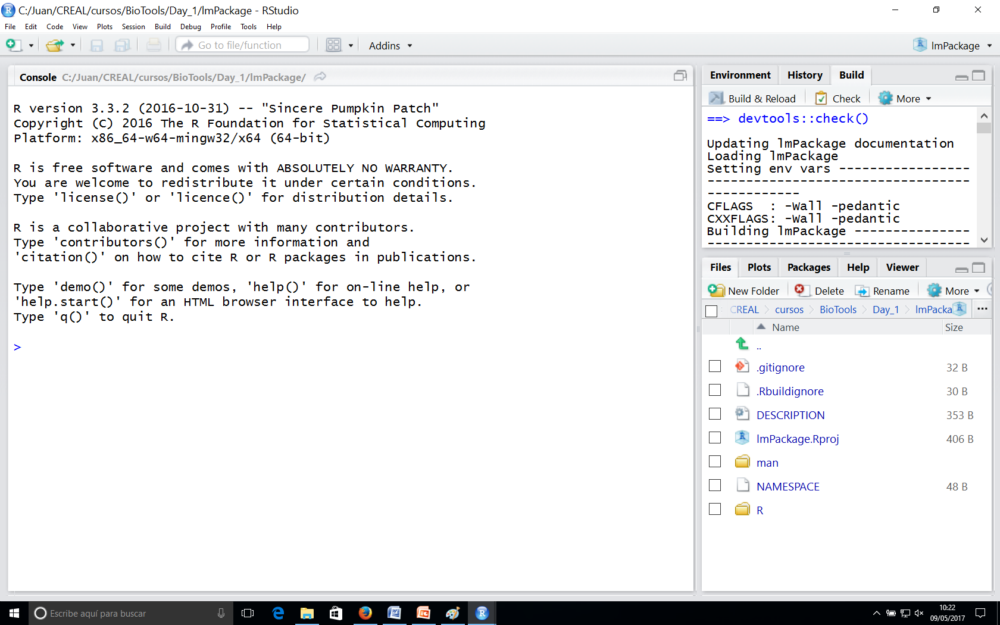 C:/Juan/CREAL/cursos/BioTools/Day_1/lmPackage - RStudio
File Edit Code View Plots Session Build Debug Profile Tools Help
Go to file/function Addins lmPackage
Console C:/Juan/CREAL/cursos/BioTools/Day_1/lmPackage/
R version 3.3.2 (2016-10-31) -- "Sincere Pumpkin Patch"
Copyright (C) 2016 The R Foundation for Statistical Computing
Platform: x86_64-w64-mingw32/x64 (64-bit)
R is free software and comes with ABSOLUTELY NO WARRANTY.
You are welcome to redistribute it under certain conditions.
Type 'license()' or 'licence()' for distribution details.
R is a collaborative project with many contributors.
Type 'contributors()' for more information and
'citation()' on how to cite R or R packages in publications.
Type 'demo()' for some demos, 'help()' for on-line help, or
'help.start()' for an HTML browser interface to help.
Type 'q()' to quit R.
>
Environment History Build
Build & Reload Check More
==> devtools::check()
Updating lmPackage documentation
Loading lmPackage
Setting env vars -----------------
----------------------------------
------------
CFLAGS  : -Wall -pedantic
CXXFLAGS: -Wall -pedantic
Building lmPackage ---------------
----------------------------------
Files Plots Packages Help Viewer
New Folder Delete Rename More
CREAL cursos BioTools Day_1 lmPacka ...
Name Size
..
.gitignore 32 B
.Rbuildignore 30 B
DESCRIPTION 353 B
lmPackage.Rproj 406 B
man
NAMESPACE 48 B
R
Escribe aquí para buscar
10:22
09/05/2017